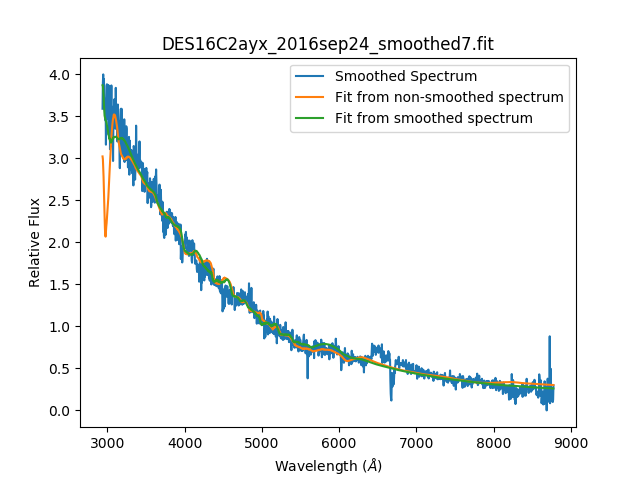 DES16C2ayx_2016sep24_smoothed7.fit
Smoothed Spectrum
Fit from non-smoothed spectrum
Fit from smoothed spectrum
Relative Flux
4.0
3.5
3.0
2.5
2.0
1.5
1.0
0.5
0.0
3000 4000 5000 6000 7000 8000 9000
Wavelength (Å)